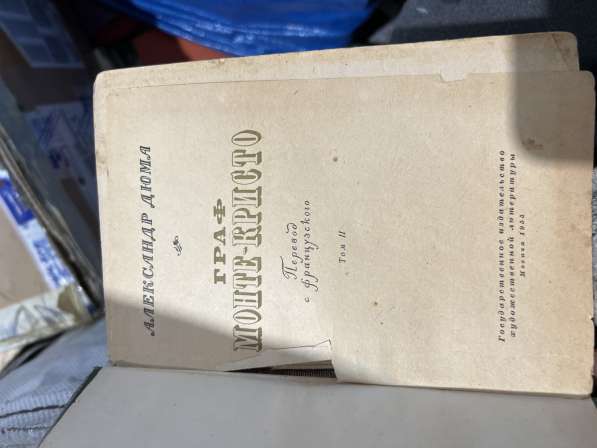 АЛЕКСАНДР ДЮМА
ГРАФ
МОНТЕ-КРИСТО
Перевод
с французского
Том II
Государственное издательство
художественной литературы
Москва 1955